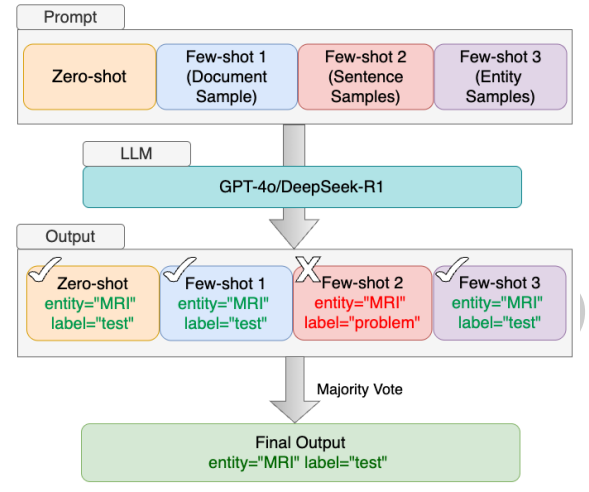 Prompt
Zero-shot
Few-shot 1
(Document
Sample)
Few-shot 2
(Sentence
Samples)
Few-shot 3
(Entity
Samples)
LLM
GPT-4o/DeepSeek-R1
Output
Zero-shot
entity="MRI"
label="test"
Few-shot 1
entity="MRI"
label="test"
Few-shot 2
entity="MRI"
label="problem"
Few-shot 3
entity="MRI"
label="test"
Majority Vote
Final Output
entity="MRI" label="test"